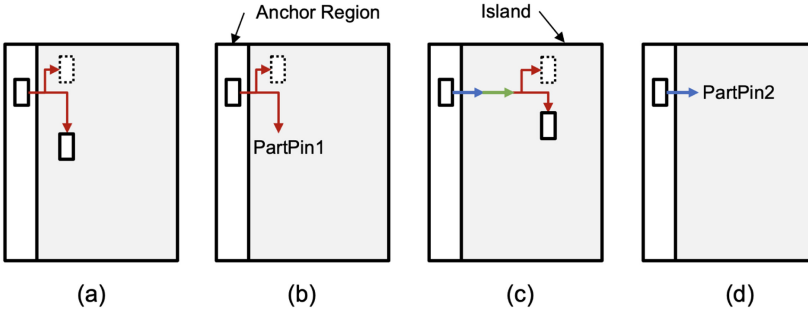 Anchor Region
Island
PartPin1
PartPin2
(a)
(b)
(c)
(d)